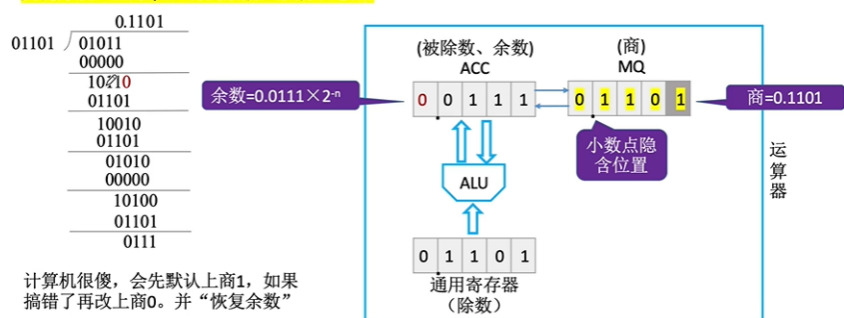 0.1101
01101 01011
00000
10110
01101
10010
01101
01010
00000
10100
01101
0111
计算机很傻，会先默认上商1，如果
搞错了再改上商0。并“恢复余数”
余数=0.0111×2-n
(被除数、余数)
ACC
0 0 1 1 1
(商)
MQ
0 1 1 0 1
商=0.1101
小数点隐
含位置
ALU
0 1 1 0 1
通用寄存器
（除数）
运算器